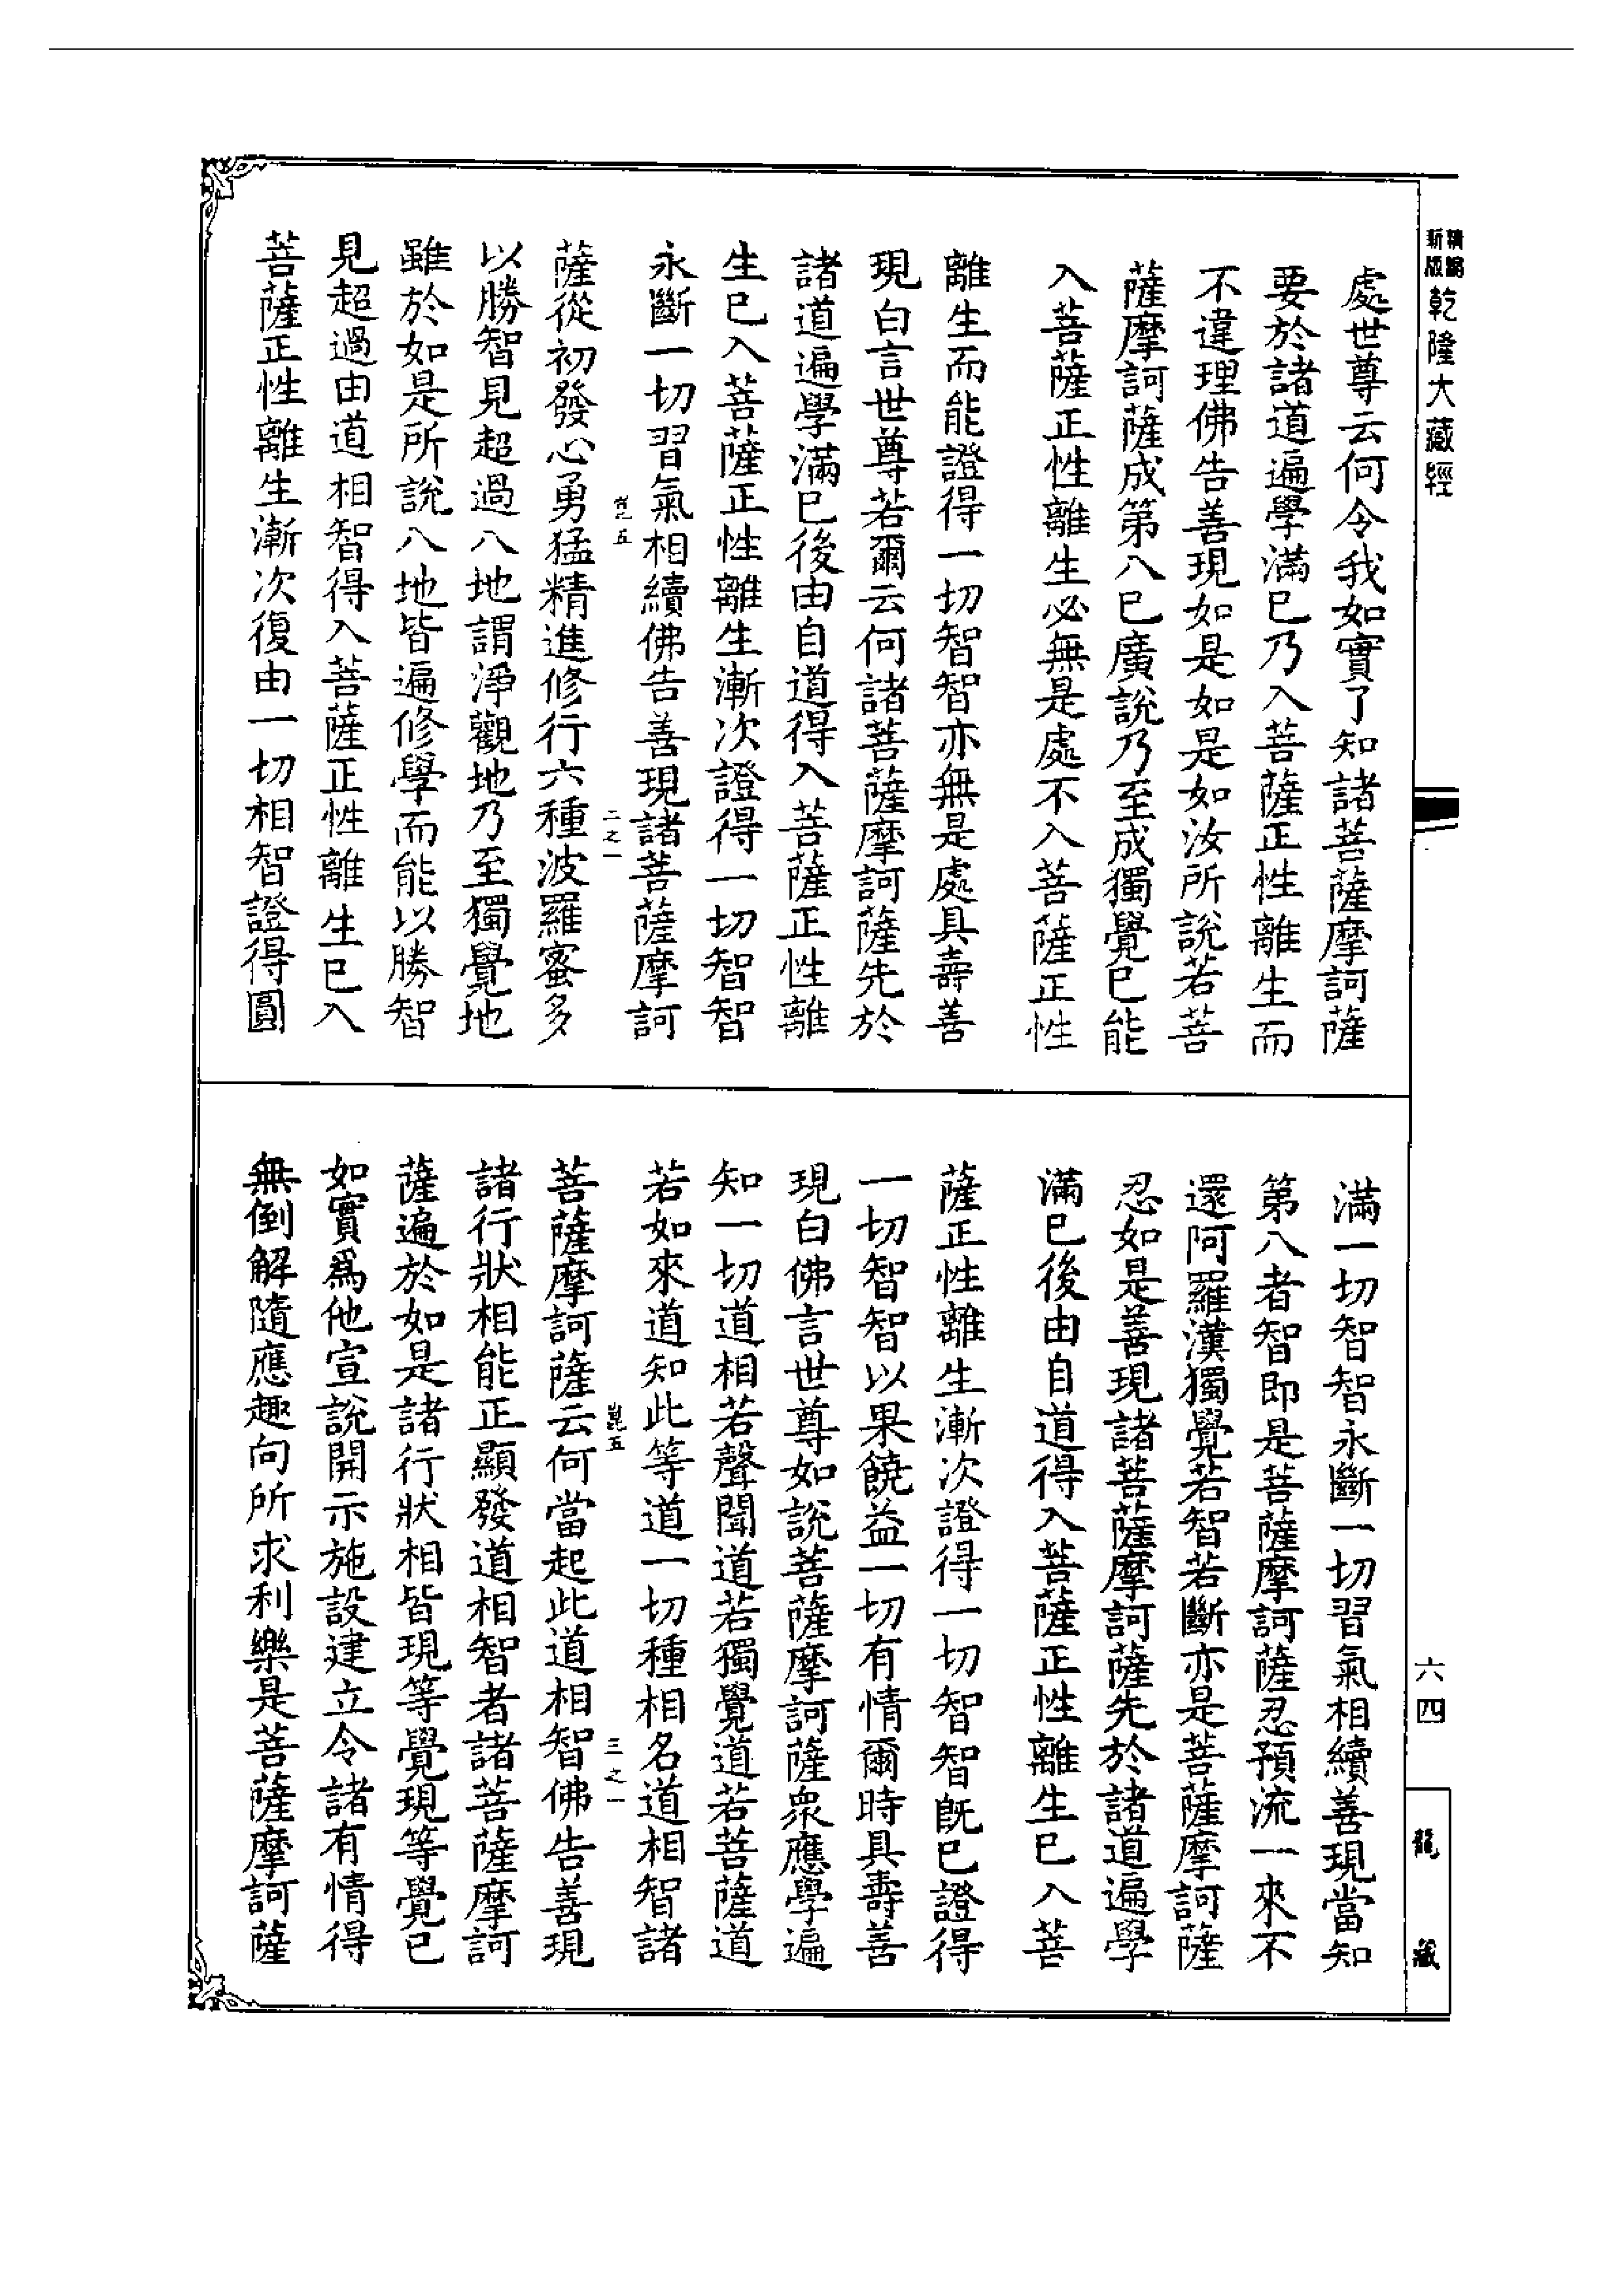 新版
精縮
乾隆大藏經
處世尊云何令我如實了知諸菩薩摩訶薩
要於諸道遍學滿已乃入菩薩正性離生而
不違理佛告善現如是如是如汝所說若菩
薩摩訶薩成第八已廣說乃至成獨覺已能
入菩薩正性離生必無是處不入菩薩正性
離生而能證得一切智智亦無是處具壽善
現白言世尊若爾云何諸菩薩摩訶薩先於
諸道遍學滿已後由自道得入菩薩正性離
生已入菩薩正性離生漸次證得一切智智
永斷一切習氣相續佛告善現諸菩薩摩訶
崑五
二之一
薩從初發心勇猛精進修行六種波羅蜜多
以勝智見超過八地謂淨觀地乃至獨覺地
雖於如是所說八地皆遍修學而能以勝智
見超過由道相智得入菩薩正性離生已入
菩薩正性離生漸次復由一切相智證得圓
滿一切智智永斷一切習氣相續善現當知
第八者智即是菩薩摩訶薩忍預流一來不
還阿羅漢獨覺若智若斷亦是菩薩摩訶薩
忍如是善現諸菩薩摩訶薩先於諸道遍學
滿已後由自道得入菩薩正性離生已入菩
薩正性離生漸次證得一切智智既已證得
一切智智以果饒益一切有情爾時具壽善
現白佛言世尊如說菩薩摩訶薩眾應學遍
知一切道相若聲聞道若獨覺道若菩薩道
若如來道知此等道一切種相名道相智諸
崑五
三之一
菩薩摩訶薩云何當起此道相智佛告善現
諸行狀相能正顯發道相智者諸菩薩摩訶
薩遍於如是諸行狀相皆現等覺現等覺已
如實為他宣說開示施設建立令諸有情得
無倒解隨應趣向所求利樂是菩薩摩訶薩
六四
龍藏